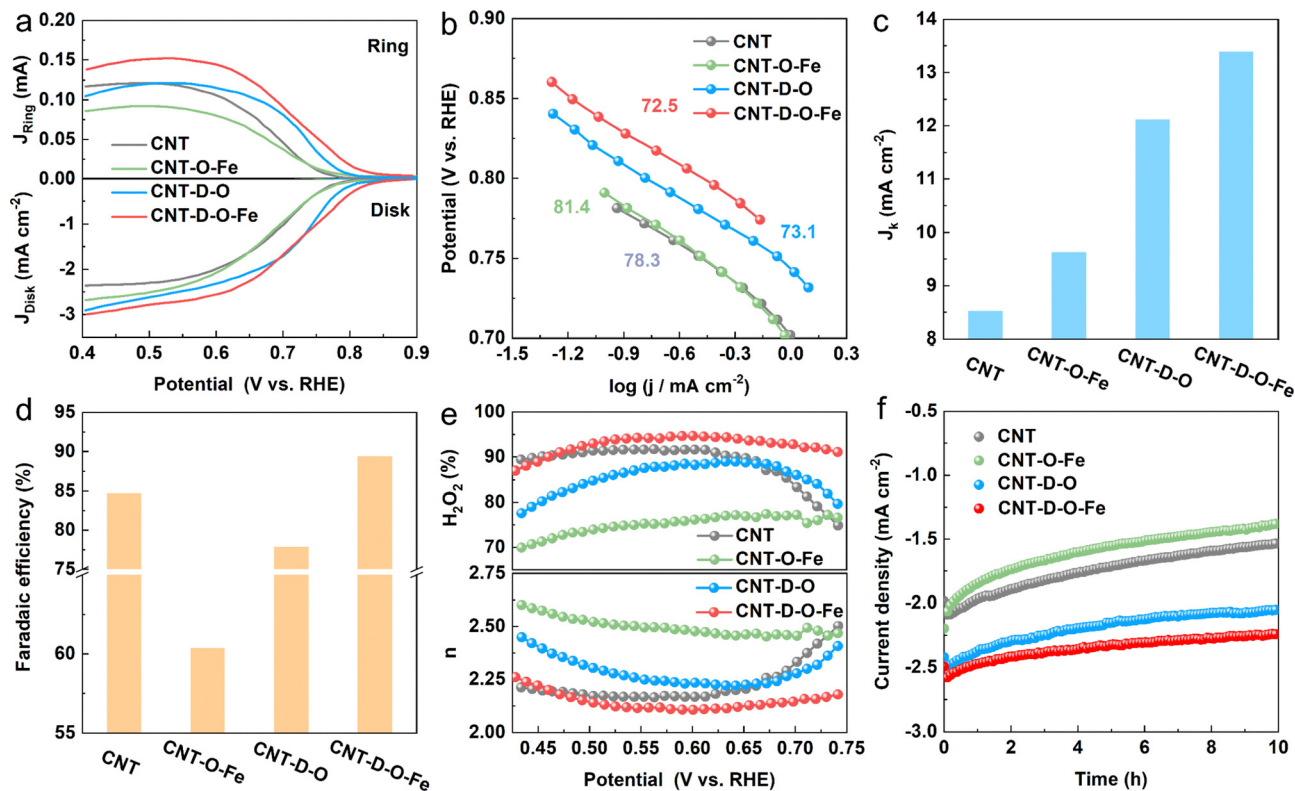 a
0.20
0.15
0.10
0.05
0.00
-1
-2
-3
J_Ring (mA)
J_Disk (mA cm⁻²)
Ring
CNT
CNT-O-Fe
CNT-D-O
CNT-D-O-Fe
Disk
0.4 0.5 0.6 0.7 0.8 0.9
Potential (V vs. RHE)
b
0.90
0.85
0.80
0.75
0.70
Potential (V vs. RHE)
CNT
CNT-O-Fe
CNT-D-O
CNT-D-O-Fe
72.5
81.4
73.1
78.3
-1.5 -1.2 -0.9 -0.6 -0.3 0.0 0.3
log (j / mA cm⁻²)
c
14
13
12
11
10
9
8
J_k (mA cm⁻²)
CNT CNT-O-Fe CNT-D-O CNT-D-O-Fe
d
95
90
85
80
75
60
55
Faradaic efficiency (%)
CNT CNT-O-Fe CNT-D-O CNT-D-O-Fe
e
100
90
80
70
H₂O₂ (%)
CNT
CNT-O-Fe
2.75
2.50
2.25
2.00
n
CNT-D-O
CNT-D-O-Fe
0.45 0.50 0.55 0.60 0.65 0.70 0.75
Potential (V vs. RHE)
f
-0.5
-1.0
-1.5
-2.0
-2.5
-3.0
Current density (mA cm⁻²)
CNT
CNT-O-Fe
CNT-D-O
CNT-D-O-Fe
0 2 4 6 8 10
Time (h)